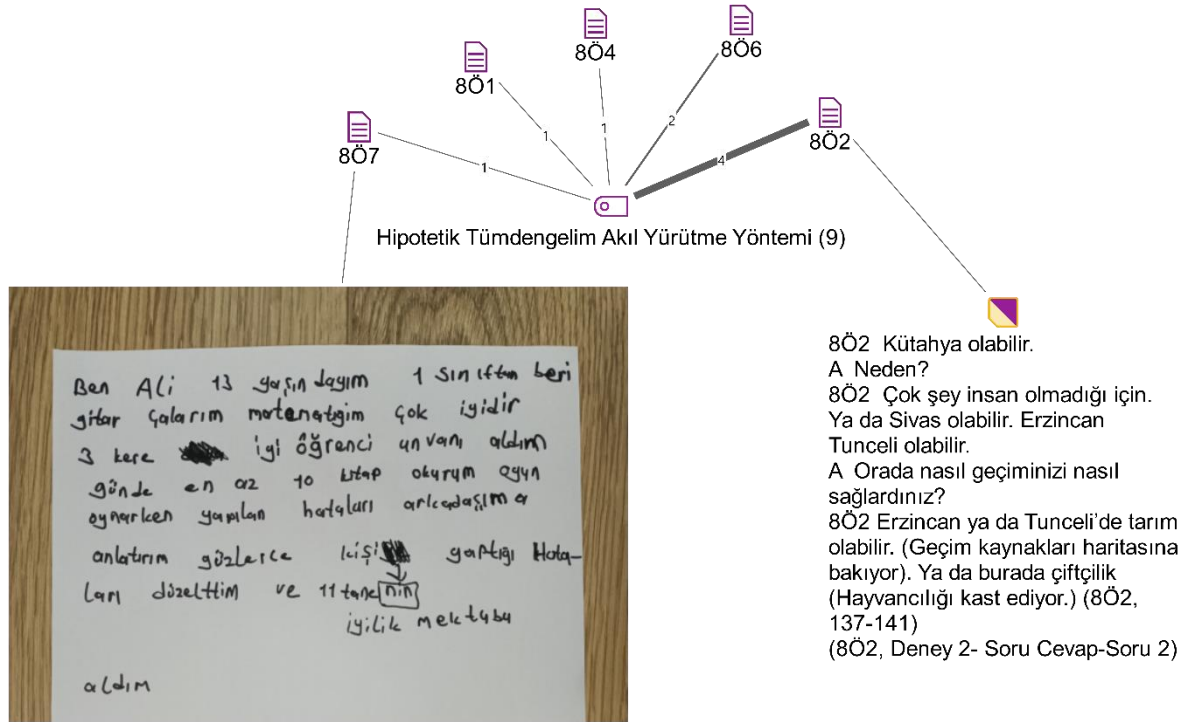 8Ö4
8Ö6
8Ö1
8Ö2
8Ö7
1
1
1
2
4
Hipotetik Tümdengelim Akıl Yürütme Yöntemi (9)
Ben Ali 13 yaşın dayım 1 sınıftan beri
gitar çalarım matematiğim çok iyidir
3 kere iyi öğrenci unvanı aldım
günde en az 10 kitap okurum oyun
oynarken yapılan hataları arkadaşıma
anlatırım yüzlerce kişi yaptığı Hata-
ları düzelttim ve 11 tane nin
iyilik mektubu
aldım
8Ö2 Kütahya olabilir.
A Neden?
8Ö2 Çok şey insan olmadığı için.
Ya da Sivas olabilir. Erzincan
Tunceli olabilir.
A Orada nasıl geçiminizi nasıl
sağlardınız?
8Ö2 Erzincan ya da Tunceli’de tarım
olabilir. (Geçim kaynakları haritasına
bakıyor). Ya da burada çiftçilik
(Hayvancılığı kast ediyor.) (8Ö2,
137-141)
(8Ö2, Deney 2- Soru Cevap-Soru 2)